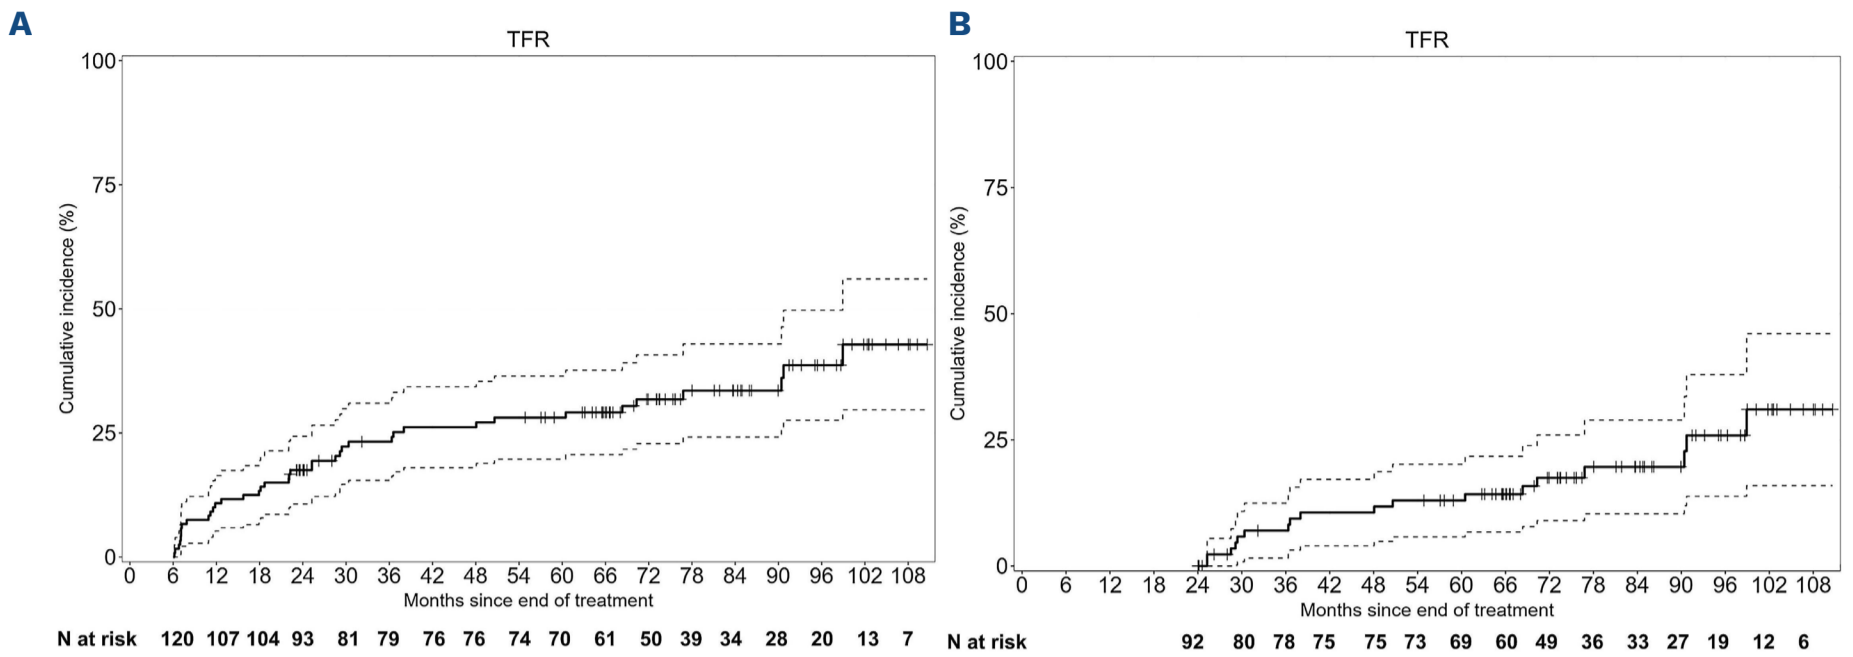 A
TFR
100
75
50
25
0
Cumulative incidence (%)
0 6 12 18 24 30 36 42 48 54 60 66 72 78 84 90 96 102 108
Months since end of treatment
N at risk 120 107 104 93 81 79 76 76 74 70 61 50 39 34 28 20 13 7
B
TFR
100
75
50
25
0
Cumulative incidence (%)
0 6 12 18 24 30 36 42 48 54 60 66 72 78 84 90 96 102 108
Months since end of treatment
N at risk 92 80 78 75 75 73 69 60 49 36 33 27 19 12 6